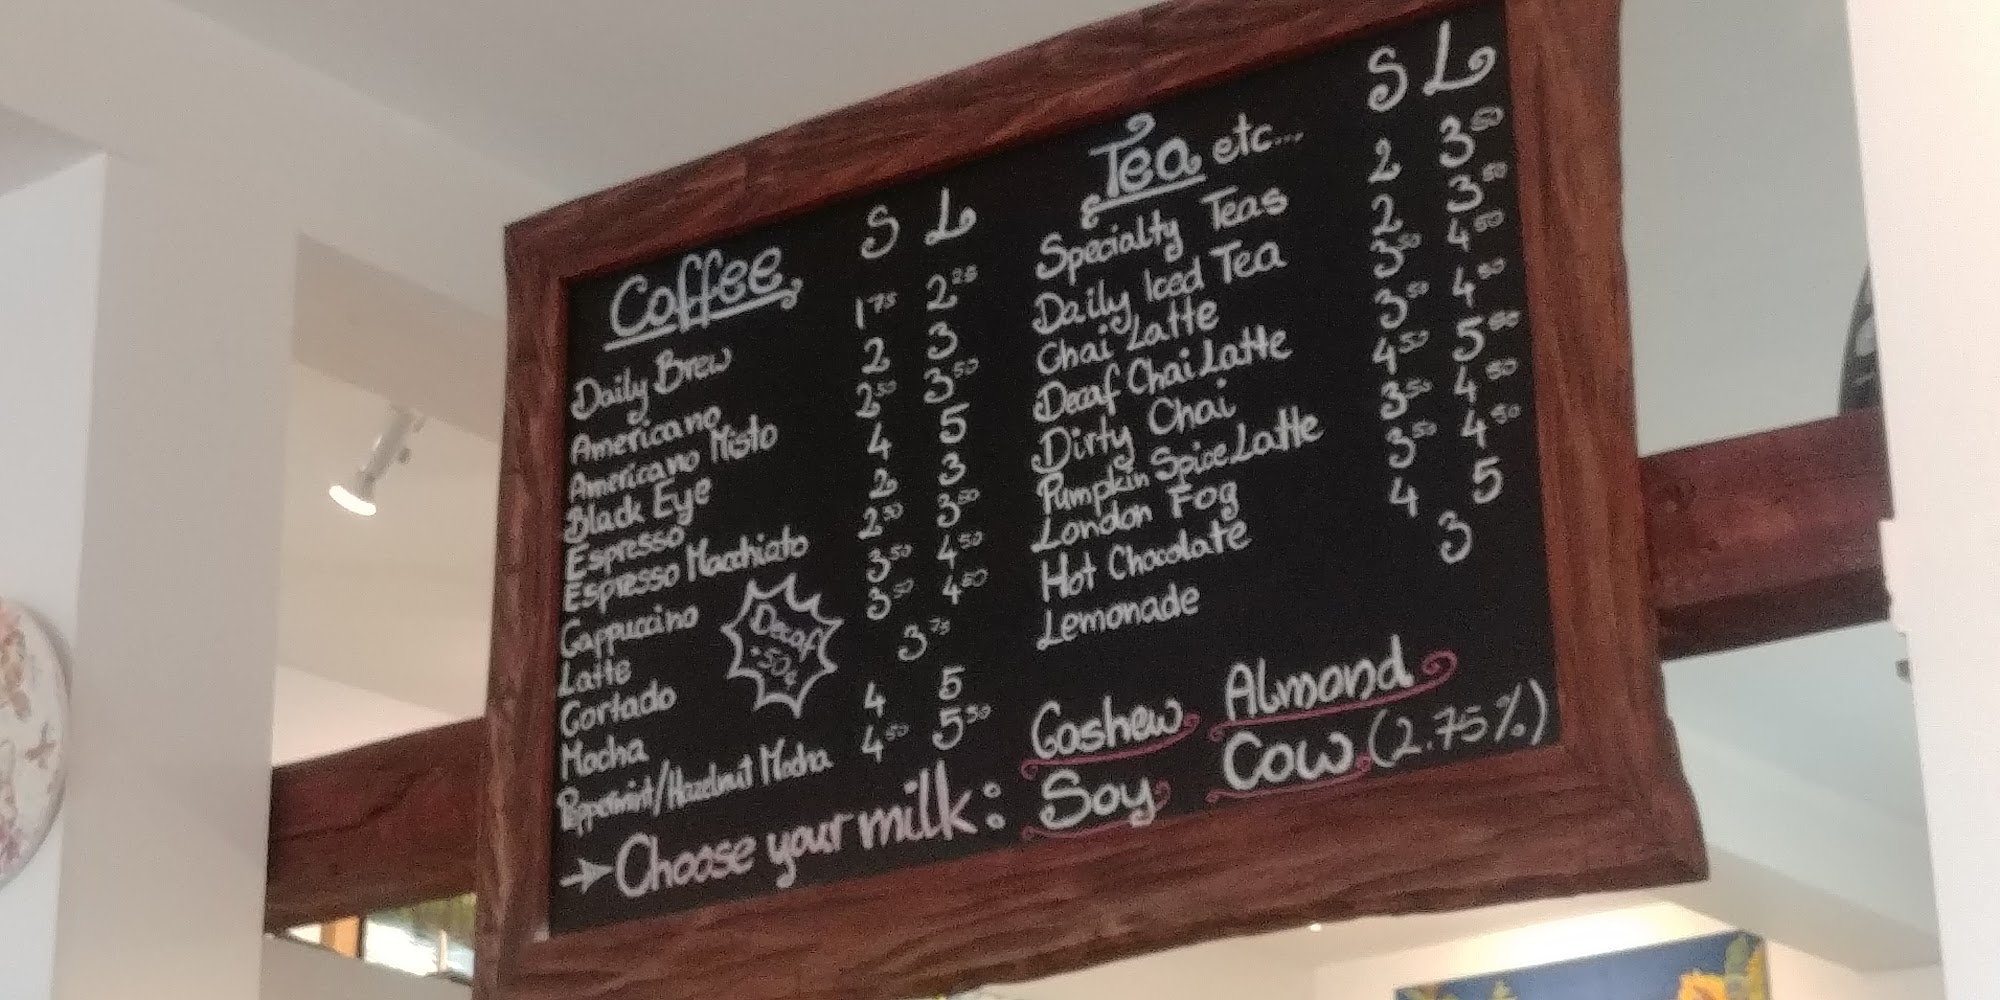 Coffee S L
Daily Brew 1.75 2.25
Americano 2 3
Americano Misto 2.50 3.50
Black Eye 4 5
Espresso 2 3
Espresso Macchiato 2.50 3.50
Cappuccino 3.50 4.50
Latte 3.50 4.50
Cortado 3.75
Mocha 4 5
Peppermint/Hazelnut Mocha 4.50 5.50
Decaf
.50¢
Tea etc... S L
Specialty Teas 2 3.50
Daily Iced Tea 2 3.50
Chai Latte 3.50 4.50
Decaf Chai Latte 3.50 4.50
Dirty Chai 4.50 5.50
Pumpkin Spice Latte 3.50 4.50
London Fog 3.50 4.50
Hot Chocolate 4 5
Lemonade 3
→ Choose your milk:
Cashew Almond
Soy Cow (2.75%)